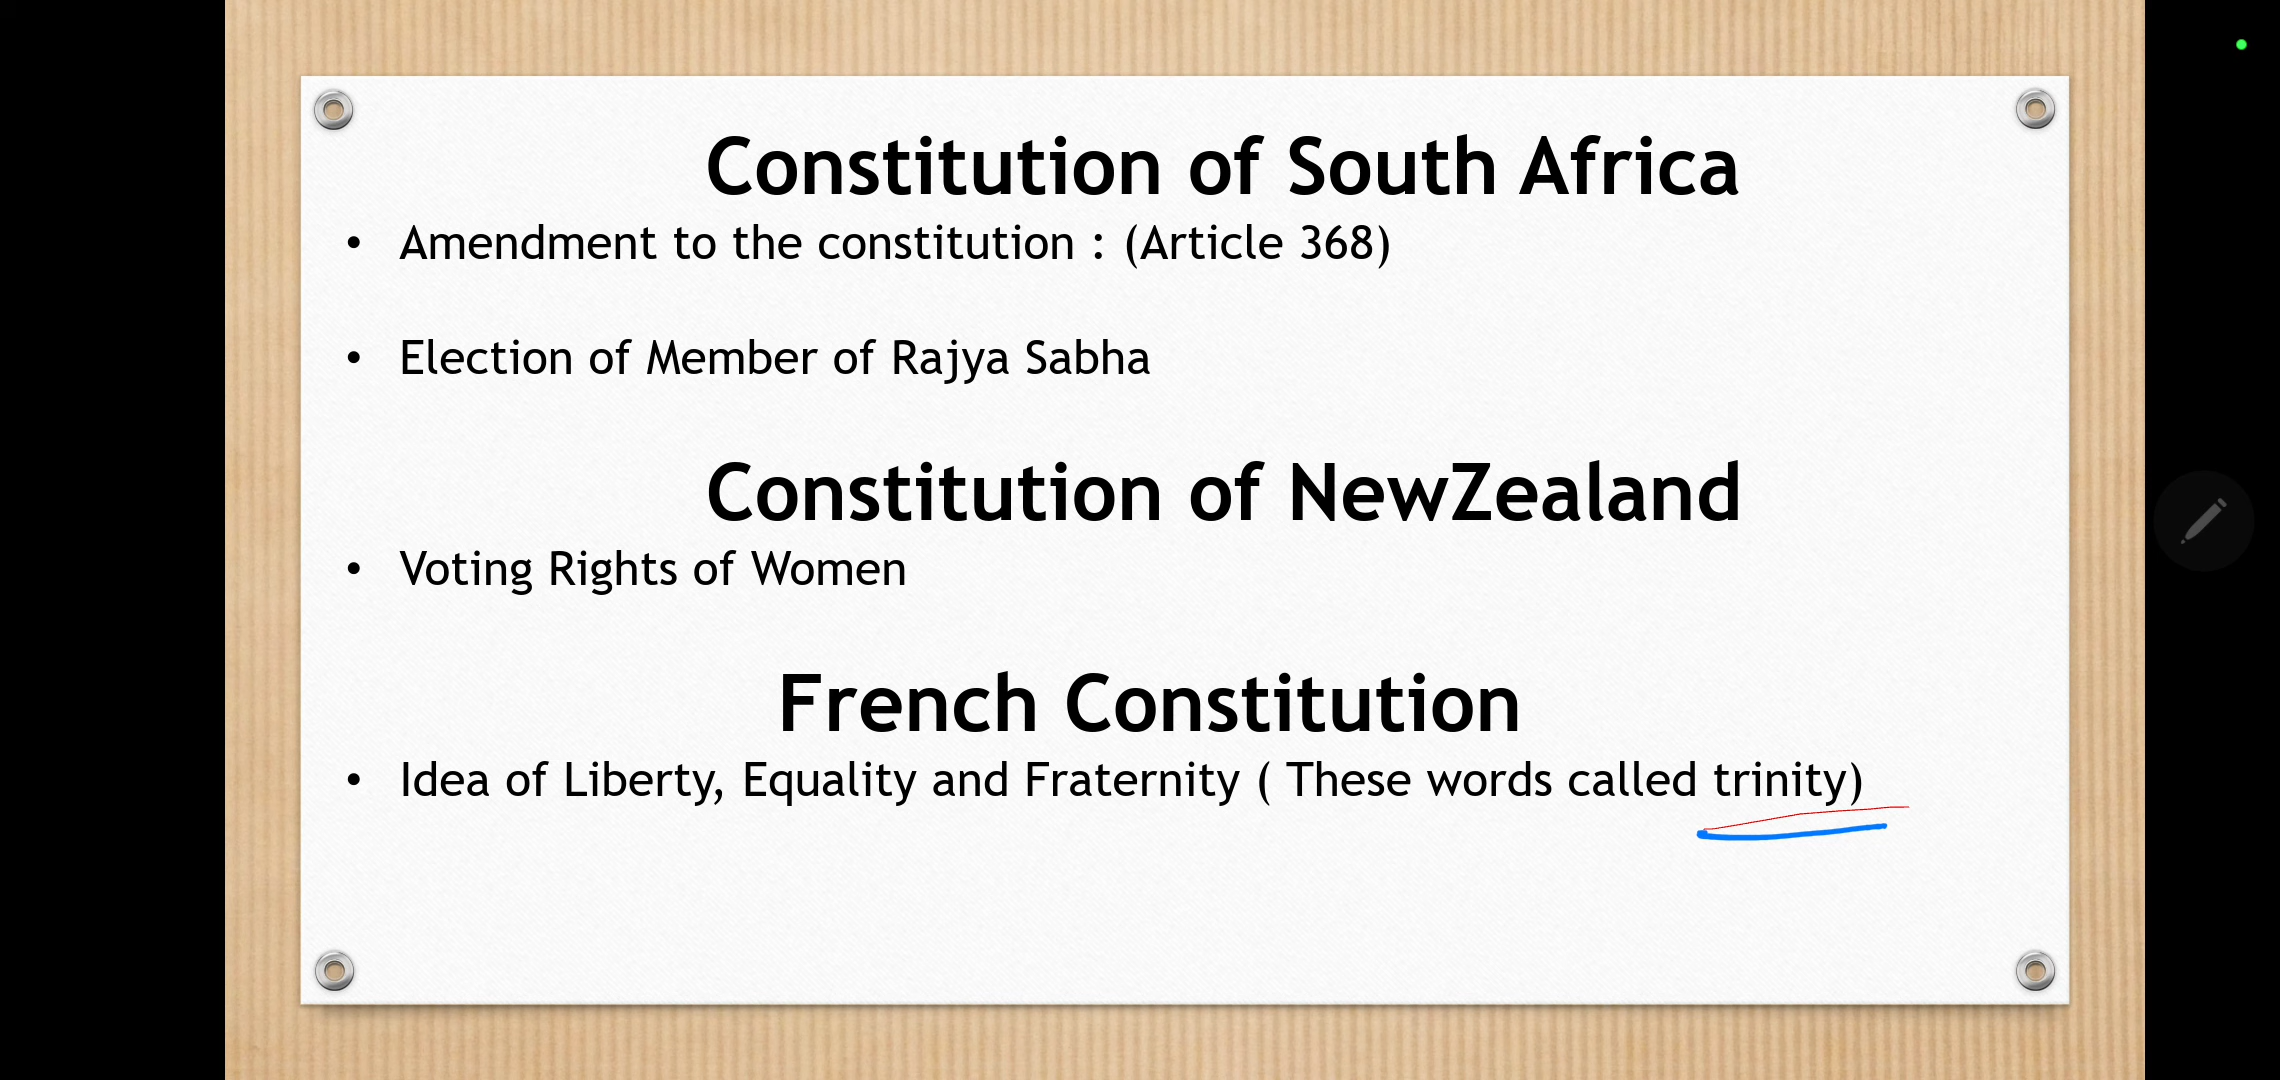 Constitution of South Africa
• Amendment to the constitution : (Article 368)
• Election of Member of Rajya Sabha
Constitution of NewZealand
• Voting Rights of Women
French Constitution
• Idea of Liberty, Equality and Fraternity ( These words called trinity)